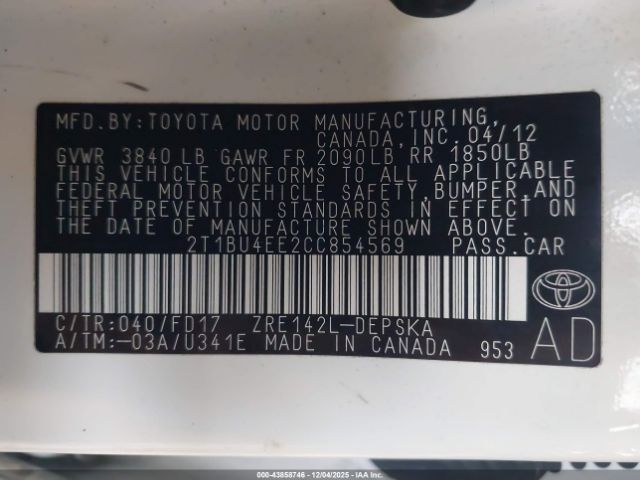 MFD.BY:TOYOTA MOTOR MANUFACTURING,
CANADA,INC. 04/12
GVWR 3840 LB GAWR FR 2090LB RR 1850LB
THIS VEHICLE CONFORMS TO ALL APPLICABLE
FEDERAL MOTOR VEHICLE SAFETY,BUMPER,AND
THEFT PREVENTION STANDARDS IN EFFECT ON
THE DATE OF MANUFACTURE SHOWN ABOVE.
2T1BU4EE2CC854569 PASS.CAR
C/TR:040/FD17 ZRE142L-DEPSKA
A/TM:-03A/U341E MADE IN CANADA 953
TOYOTA
AD
000-43858746 - 12/04/2025 - IAA Inc.